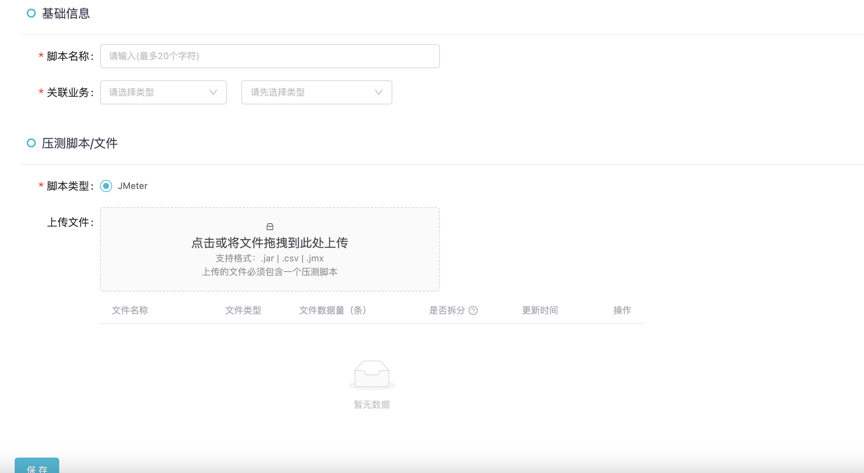 基础信息
* 脚本名称: 请输入(最多20个字符)
* 关联业务: 请选择类型 请先选择类型
压测脚本/文件
* 脚本类型: JMeter
上传文件:
点击或将文件拖拽到此处上传
支持格式: .jar | .csv | .jmx
上传的文件必须包含一个压测脚本
文件名称 文件类型 文件数据量（条） 是否拆分 ? 更新时间 操作
暂无数据
保存